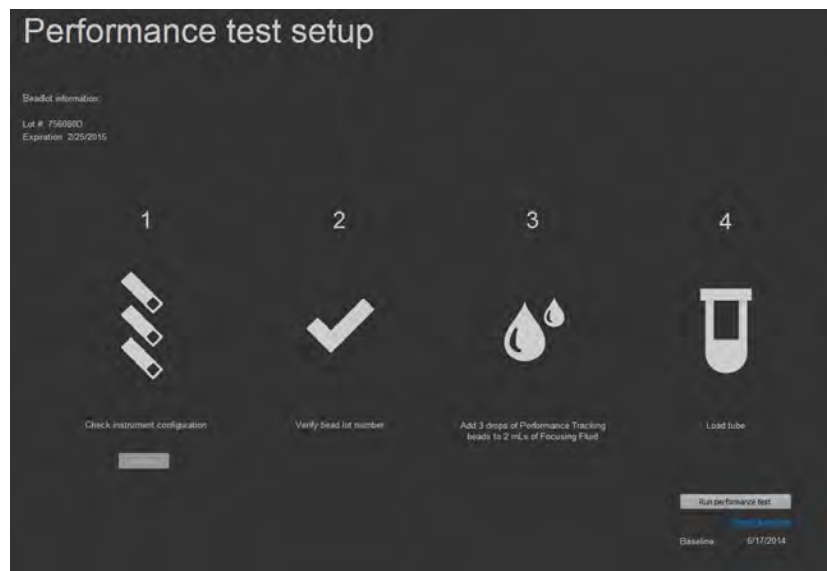 Performance test setup
Beadlot information:
Lot #: 756080D
Expiration: 2/25/2015
1
2
3
4
Check instrument configuration
Verify bead lot number
Add 3 drops of Performance Tracking
beads to 2 mLs of Focusing Fluid
Load tube
Run performance test
Baseline: 6/17/2014